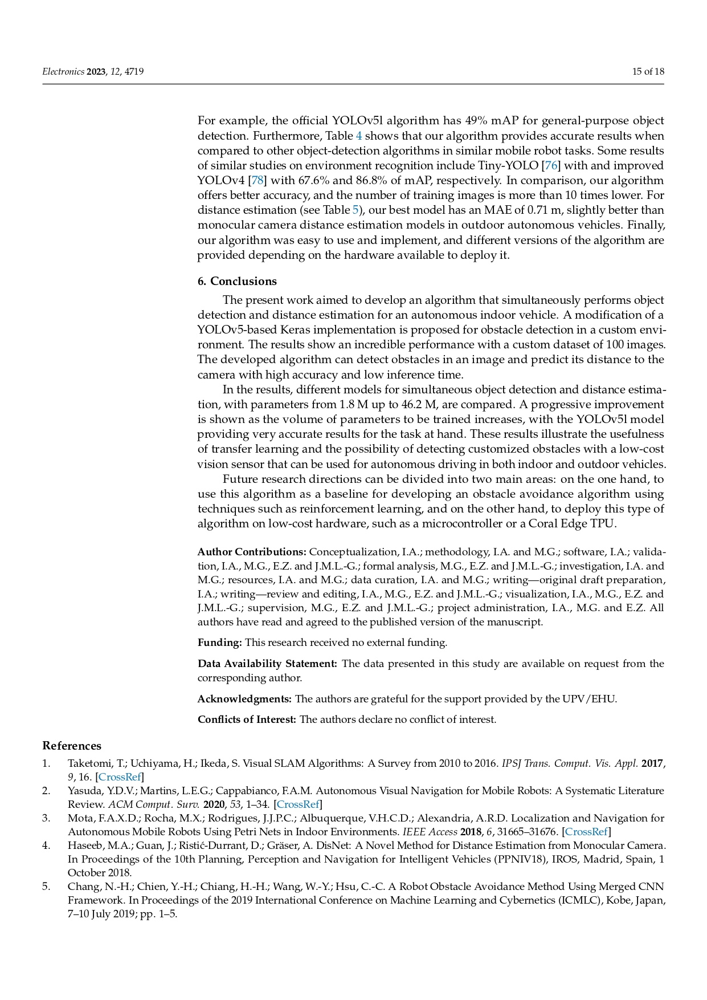 Electronics 2023, 12, 4719
15 of 18
For example, the official YOLOv5l algorithm has 49% mAP for general-purpose object
detection. Furthermore, Table 4 shows that our algorithm provides accurate results when
compared to other object-detection algorithms in similar mobile robot tasks. Some results
of similar studies on environment recognition include Tiny-YOLO [76] with and improved
YOLOv4 [78] with 67.6% and 86.8% of mAP, respectively. In comparison, our algorithm
offers better accuracy, and the number of training images is more than 10 times lower. For
distance estimation (see Table 5), our best model has an MAE of 0.71 m, slightly better than
monocular camera distance estimation models in outdoor autonomous vehicles. Finally,
our algorithm was easy to use and implement, and different versions of the algorithm are
provided depending on the hardware available to deploy it.
6. Conclusions
The present work aimed to develop an algorithm that simultaneously performs object
detection and distance estimation for an autonomous indoor vehicle. A modification of a
YOLOv5-based Keras implementation is proposed for obstacle detection in a custom envi-
ronment. The results show an incredible performance with a custom dataset of 100 images.
The developed algorithm can detect obstacles in an image and predict its distance to the
camera with high accuracy and low inference time.
In the results, different models for simultaneous object detection and distance estima-
tion, with parameters from 1.8 M up to 46.2 M, are compared. A progressive improvement
is shown as the volume of parameters to be trained increases, with the YOLOv5l model
providing very accurate results for the task at hand. These results illustrate the usefulness
of transfer learning and the possibility of detecting customized obstacles with a low-cost
vision sensor that can be used for autonomous driving in both indoor and outdoor vehicles.
Future research directions can be divided into two main areas: on the one hand, to
use this algorithm as a baseline for developing an obstacle avoidance algorithm using
techniques such as reinforcement learning, and on the other hand, to deploy this type of
algorithm on low-cost hardware, such as a microcontroller or a Coral Edge TPU.
Author Contributions: Conceptualization, I.A.; methodology, I.A. and M.G.; software, I.A.; valida-
tion, I.A., M.G., E.Z. and J.M.L.-G.; formal analysis, M.G., E.Z. and J.M.L.-G.; investigation, I.A. and
M.G.; resources, I.A. and M.G.; data curation, I.A. and M.G.; writing—original draft preparation,
I.A.; writing—review and editing, I.A., M.G., E.Z. and J.M.L.-G.; visualization, I.A., M.G., E.Z. and
J.M.L.-G.; supervision, M.G., E.Z. and J.M.L.-G.; project administration, I.A., M.G. and E.Z. All
authors have read and agreed to the published version of the manuscript.
Funding: This research received no external funding.
Data Availability Statement: The data presented in this study are available on request from the
corresponding author.
Acknowledgments: The authors are grateful for the support provided by the UPV/EHU.
Conflicts of Interest: The authors declare no conflict of interest.
References
1. Taketomi, T.; Uchiyama, H.; Ikeda, S. Visual SLAM Algorithms: A Survey from 2010 to 2016. IPSJ Trans. Comput. Vis. Appl. 2017,
9, 16. [CrossRef]
2. Yasuda, Y.D.V.; Martins, L.E.G.; Cappabianco, F.A.M. Autonomous Visual Navigation for Mobile Robots: A Systematic Literature
Review. ACM Comput. Surv. 2020, 53, 1–34. [CrossRef]
3. Mota, F.A.X.D.; Rocha, M.X.; Rodrigues, J.J.P.C.; Albuquerque, V.H.C.D.; Alexandria, A.R.D. Localization and Navigation for
Autonomous Mobile Robots Using Petri Nets in Indoor Environments. IEEE Access 2018, 6, 31665–31676. [CrossRef]
4. Haseeb, M.A.; Guan, J.; Ristić-Durrant, D.; Gräser, A. DisNet: A Novel Method for Distance Estimation from Monocular Camera.
In Proceedings of the 10th Planning, Perception and Navigation for Intelligent Vehicles (PPNIV18), IROS, Madrid, Spain, 1
October 2018.
5. Chang, N.-H.; Chien, Y.-H.; Chiang, H.-H.; Wang, W.-Y.; Hsu, C.-C. A Robot Obstacle Avoidance Method Using Merged CNN
Framework. In Proceedings of the 2019 International Conference on Machine Learning and Cybernetics (ICMLC), Kobe, Japan,
7–10 July 2019; pp. 1–5.